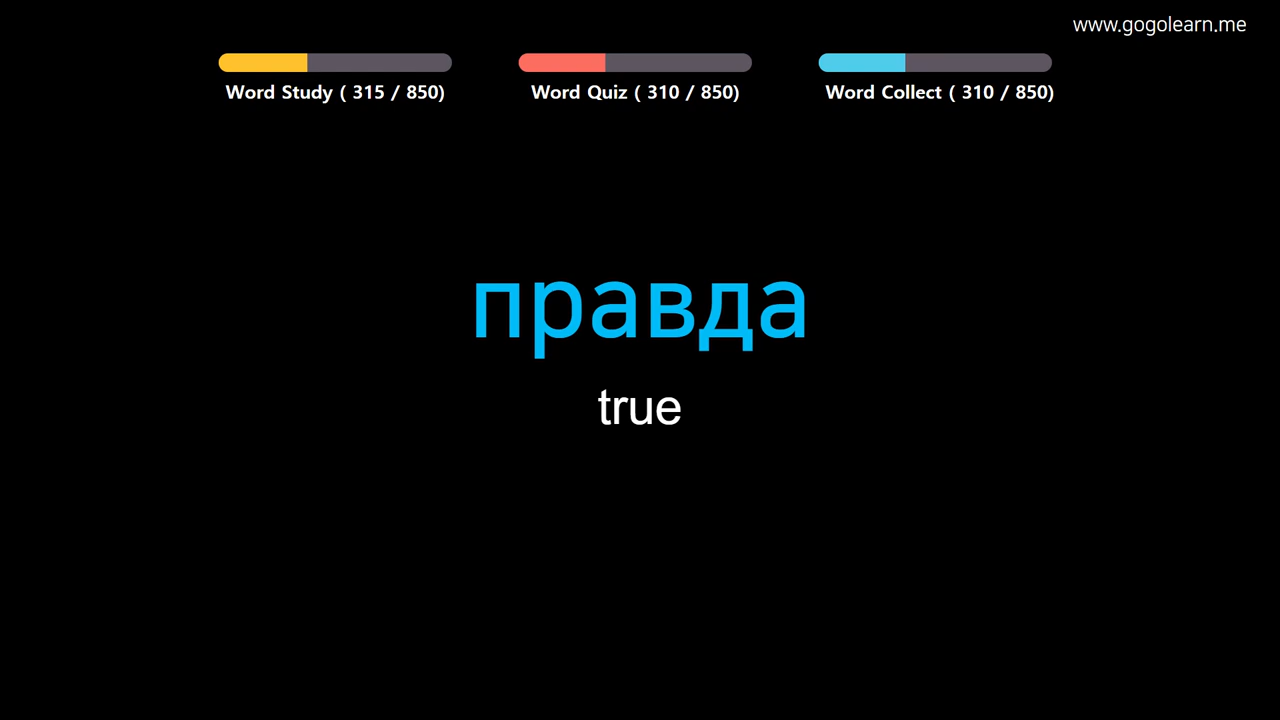 www.gogolearn.me
Word Study ( 315 / 850)
Word Quiz ( 310 / 850)
Word Collect ( 310 / 850)
правда
true